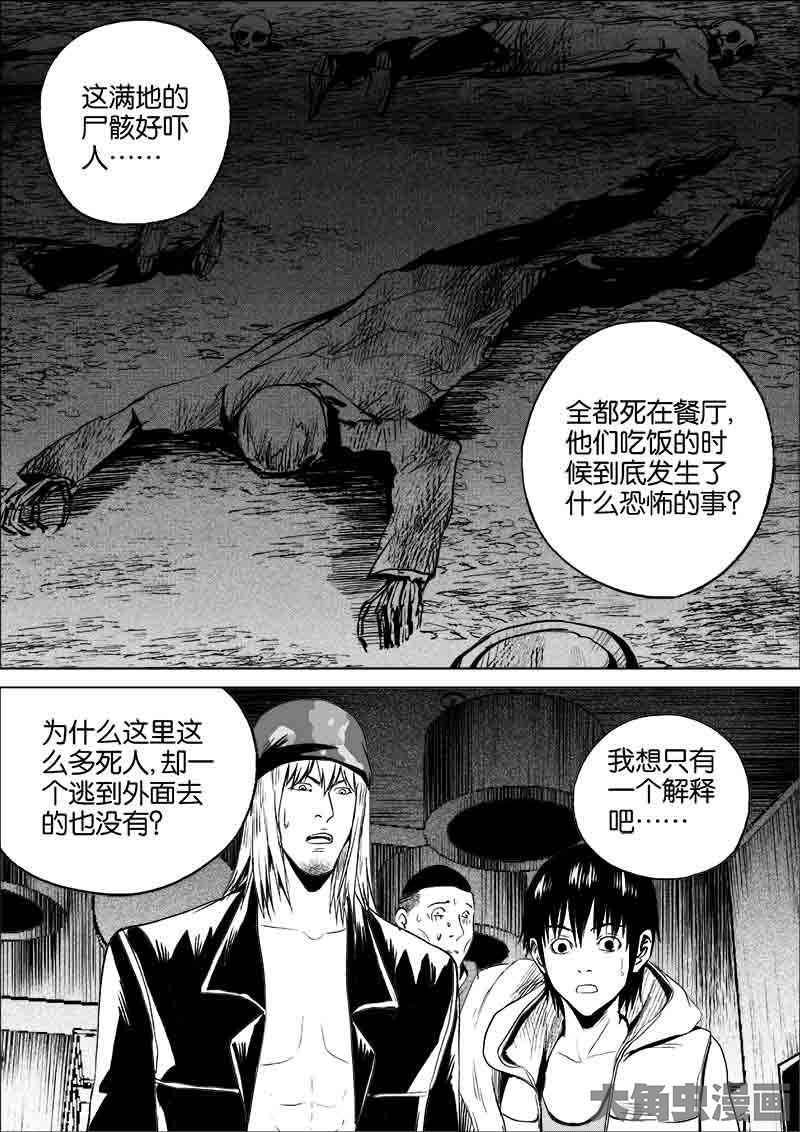 这满地的
尸骸好吓
人……
全都死在餐厅，
他们吃饭的时
候到底发生了
什么恐怖的事？
为什么这里这
么多死人，却一
个逃到外面去
的也没有？
我想只有
一个解释
吧……
大角虫漫画